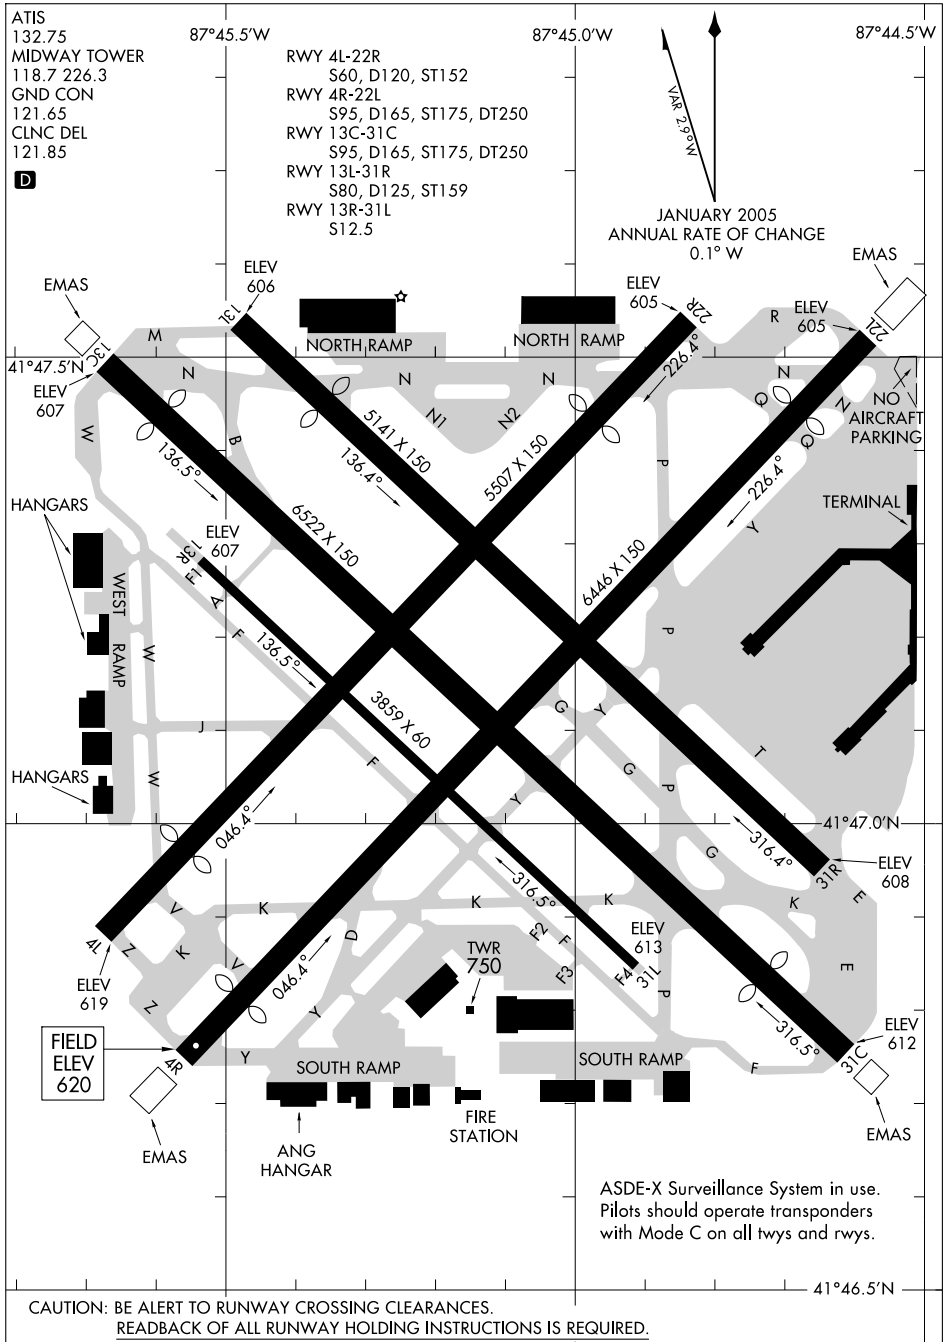 ATIS
132.75
MIDWAY TOWER
118.7 226.3
GND CON
121.65
CLNC DEL
121.85
D
87°45.5'W
87°45.0'W
87°44.5'W
RWY 4L-22R
S60, D120, ST152
RWY 4R-22L
S95, D165, ST175, DT250
RWY 13C-31C
S95, D165, ST175, DT250
RWY 13L-31R
S80, D125, ST159
RWY 13R-31L
S12.5
VAR 2.9°W
JANUARY 2005
ANNUAL RATE OF CHANGE
0.1° W
EMAS
ELEV
606
ELEV
605
EMAS
ELEV
605
13L
22R
R
22L
M
13C
NORTH RAMP
NORTH RAMP
41°47.5'N
ELEV
607
N
N
N
N
226.4°
NO
AIRCRAFT
PARKING
N1
N2
Q
Q
N
W
B
5141 X 150
136.5°
136.4°
5507 X 150
P
226.4°
HANGARS
TERMINAL
6522 X 150
ELEV
607
P
Y
13R
F1
6446 X 150
WEST
RAMP
A
F
P
136.5°
W
W
3859 X 60
G
Y
J
F
T
G
P
HANGARS
Y
046.4°
41°47.0'N
316.4°
G
31R
ELEV
608
316.5°
E
V
K
K
K
K
4L
Z
K
V
D
F2
F
ELEV
613
ELEV
619
046.4°
TWR
750
F3
F4
31L
P
E
Z
Y
316.5°
ELEV
612
FIELD
ELEV
620
4R
Y
SOUTH RAMP
SOUTH RAMP
F
31C
EMAS
ANG
HANGAR
FIRE
STATION
EMAS
ASDE-X Surveillance System in use.
Pilots should operate transponders
with Mode C on all twys and rwys.
41°46.5'N
CAUTION: BE ALERT TO RUNWAY CROSSING CLEARANCES.
READBACK OF ALL RUNWAY HOLDING INSTRUCTIONS IS REQUIRED.